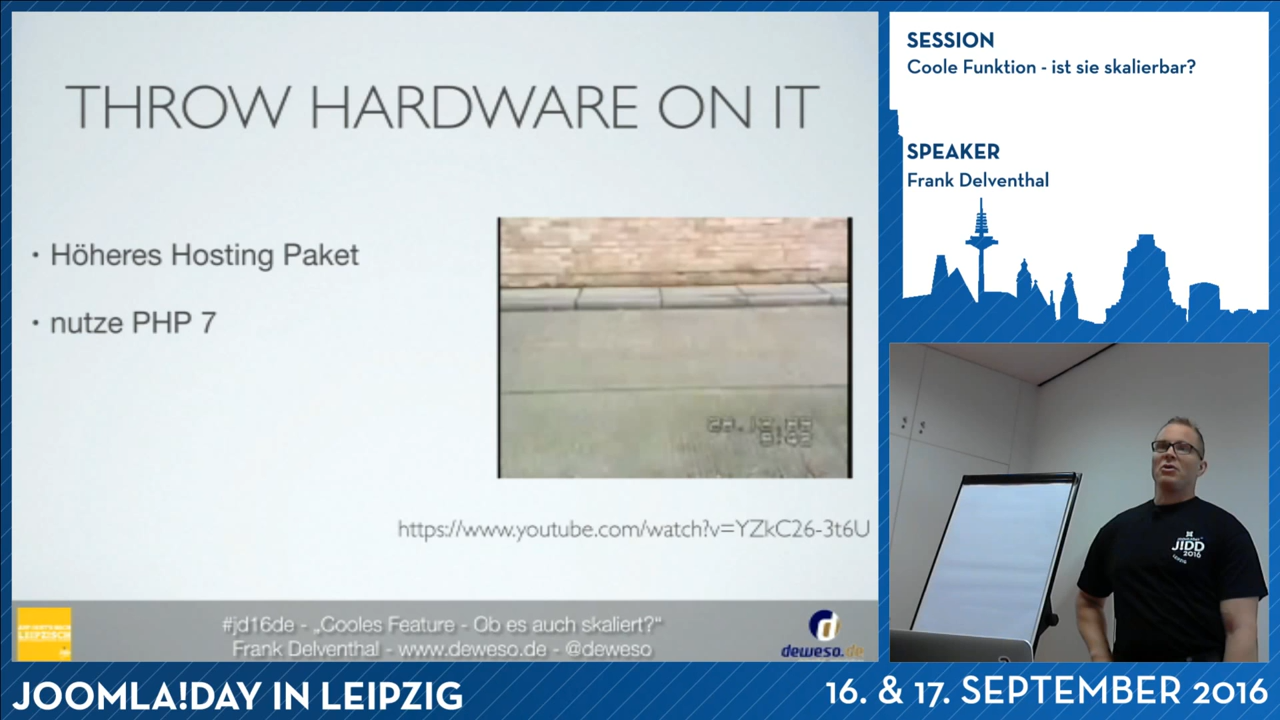 THROW HARDWARE ON IT
· Höheres Hosting Paket
· nutze PHP 7
https://www.youtube.com/watch?v=YZkC26-3t6U
#jd16de - „Cooles Feature - Ob es auch skaliert?“
Frank Delventhal - www.deweso.de - @deweso
deweso.de
SESSION
Coole Funktion - ist sie skalierbar?
SPEAKER
Frank Delventhal
JIDD
2016
JOOMLA!DAY IN LEIPZIG
16. & 17. SEPTEMBER 2016